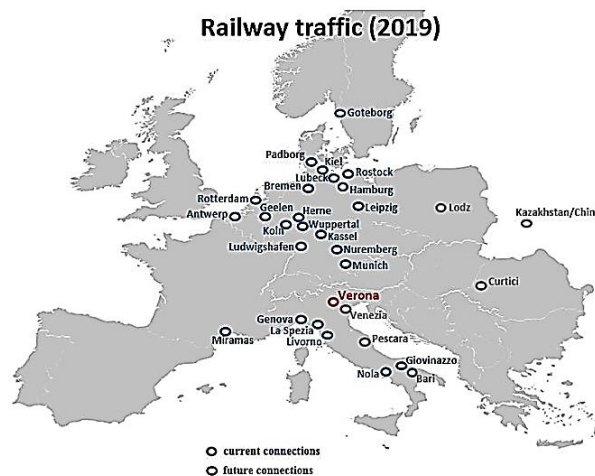 Railway traffic (2019)
Goteborg
Padborg
Kiel
Rostock
Lubeck
Hamburg
Bremen
Rotterdam
Geelen
Herne
Leipzig
Lodz
Kazakhstan/Chin
Antwerp
Koln
Wuppertal
Kassel
Ludwigshafen
Nuremberg
Munich
Curtici
Verona
Venezia
Genova
La Spezia
Livorno
Miramas
Pescara
Giovinazzo
Nola
Bari
current connections
future connections